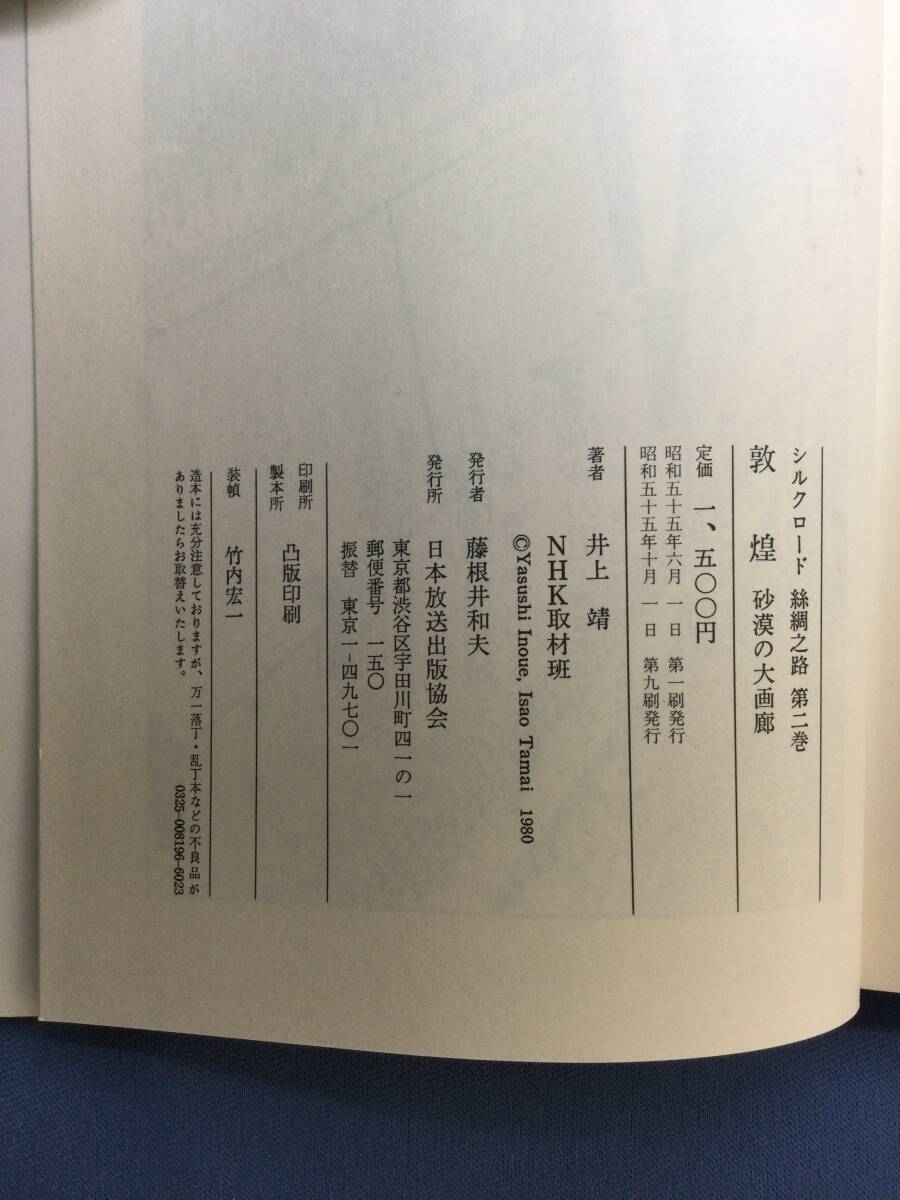 シルクロード 絲綢之路 第二巻
敦煌 砂漠の大画廊
定価 一、五〇〇円
昭和五十五年六月 一 日 第一刷発行
昭和五十五年十月 一 日 第九刷発行
著者 井上 靖
NHK取材班
©Yasushi Inoue, Isao Tamai 1980
発行者 藤根井和夫
発行所 日本放送出版協会
東京都渋谷区宇田川町四一の一
郵便番号 一五〇
振替 東京一-四九七〇一
印刷所
製本所
凸版印刷
装幀 竹内宏一
造本には充分注意しておりますが、万一落丁・乱丁本などの不良品が
ありましたらお取替えいたします。
0325-008196-6023